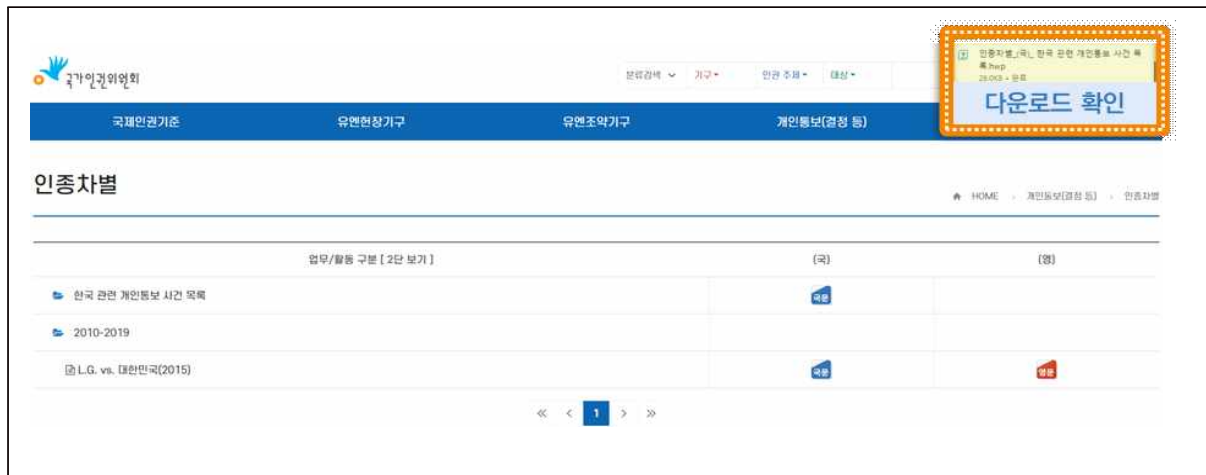 국가인권위원회
분류검색 기구 인권 주제 대상
인종차별_(국)_ 한국 관련 개인통보 사건 목
록.hwp
28.0KB • 완료
다운로드 확인
국제인권기준 유엔헌장기구 유엔조약기구 개인통보(결정 등)
인종차별
HOME > 개인통보(결정 등) > 인종차별
업무/활동 구분 [ 2단 보기 ] (국) (영)
한국 관련 개인통보 사건 목록 국문
2010-2019
L.G. vs. 대한민국(2015) 국문 영문
« < 1 > »